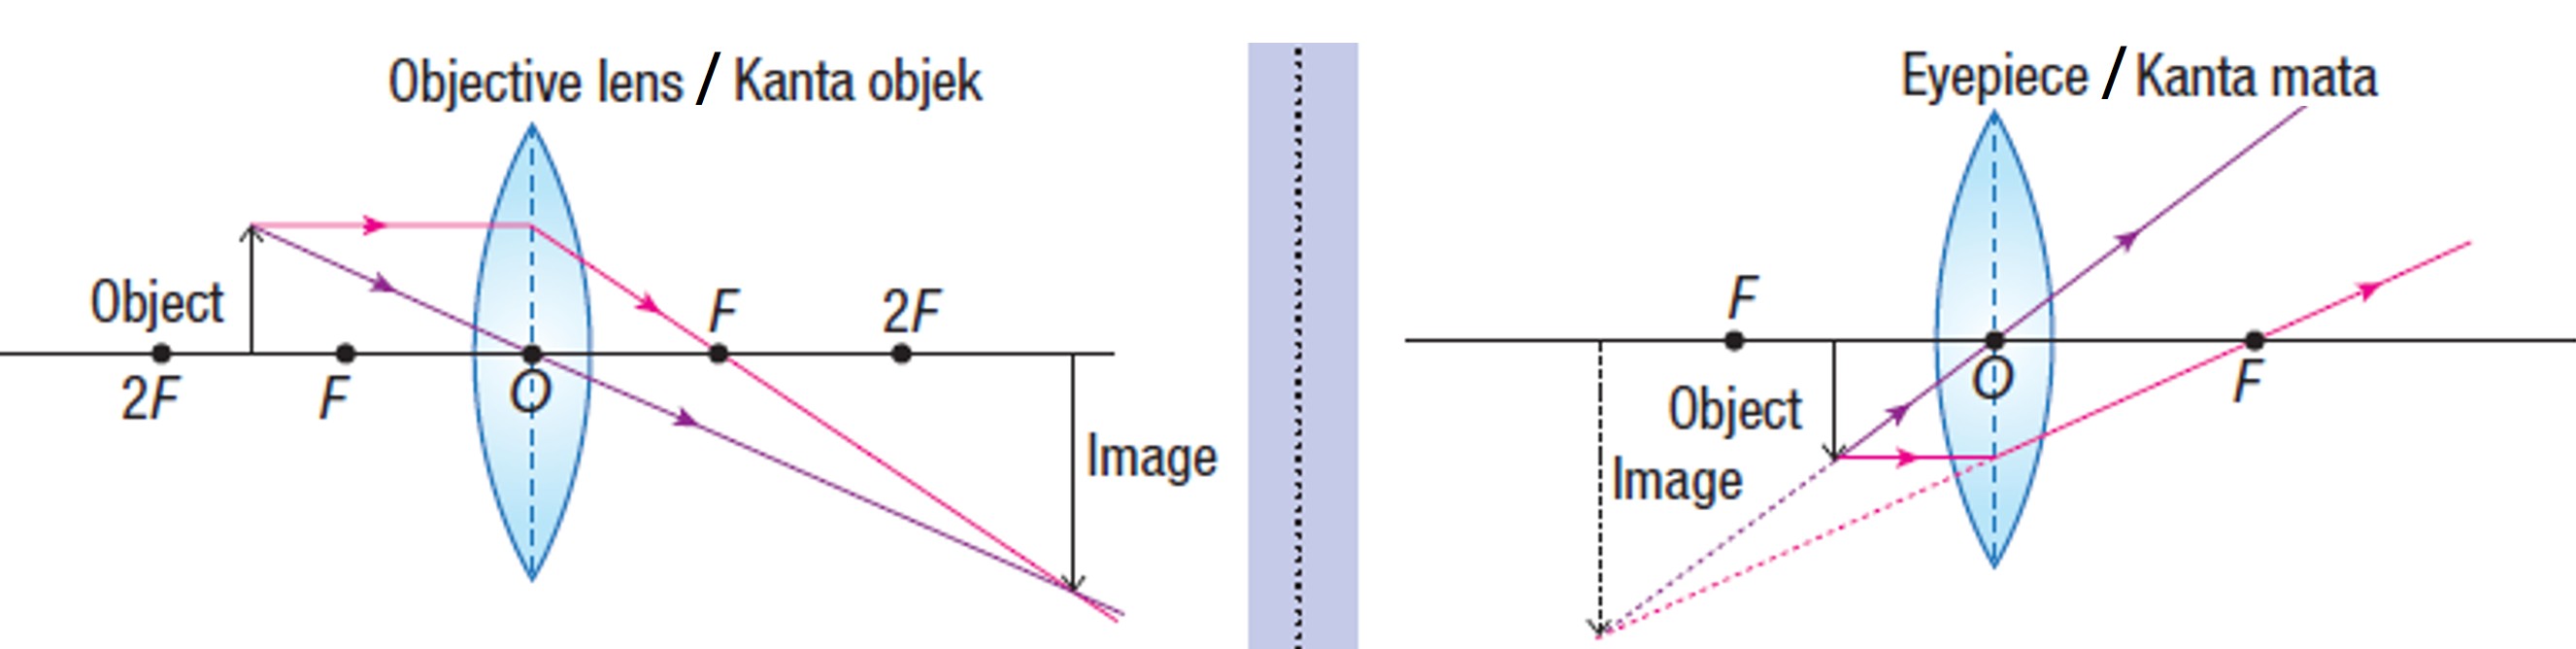 Objective lens / Kanta objek
Object
F
2F
2F
F
O
Image
Eyepiece / Kanta mata
F
O
F
Object
Image